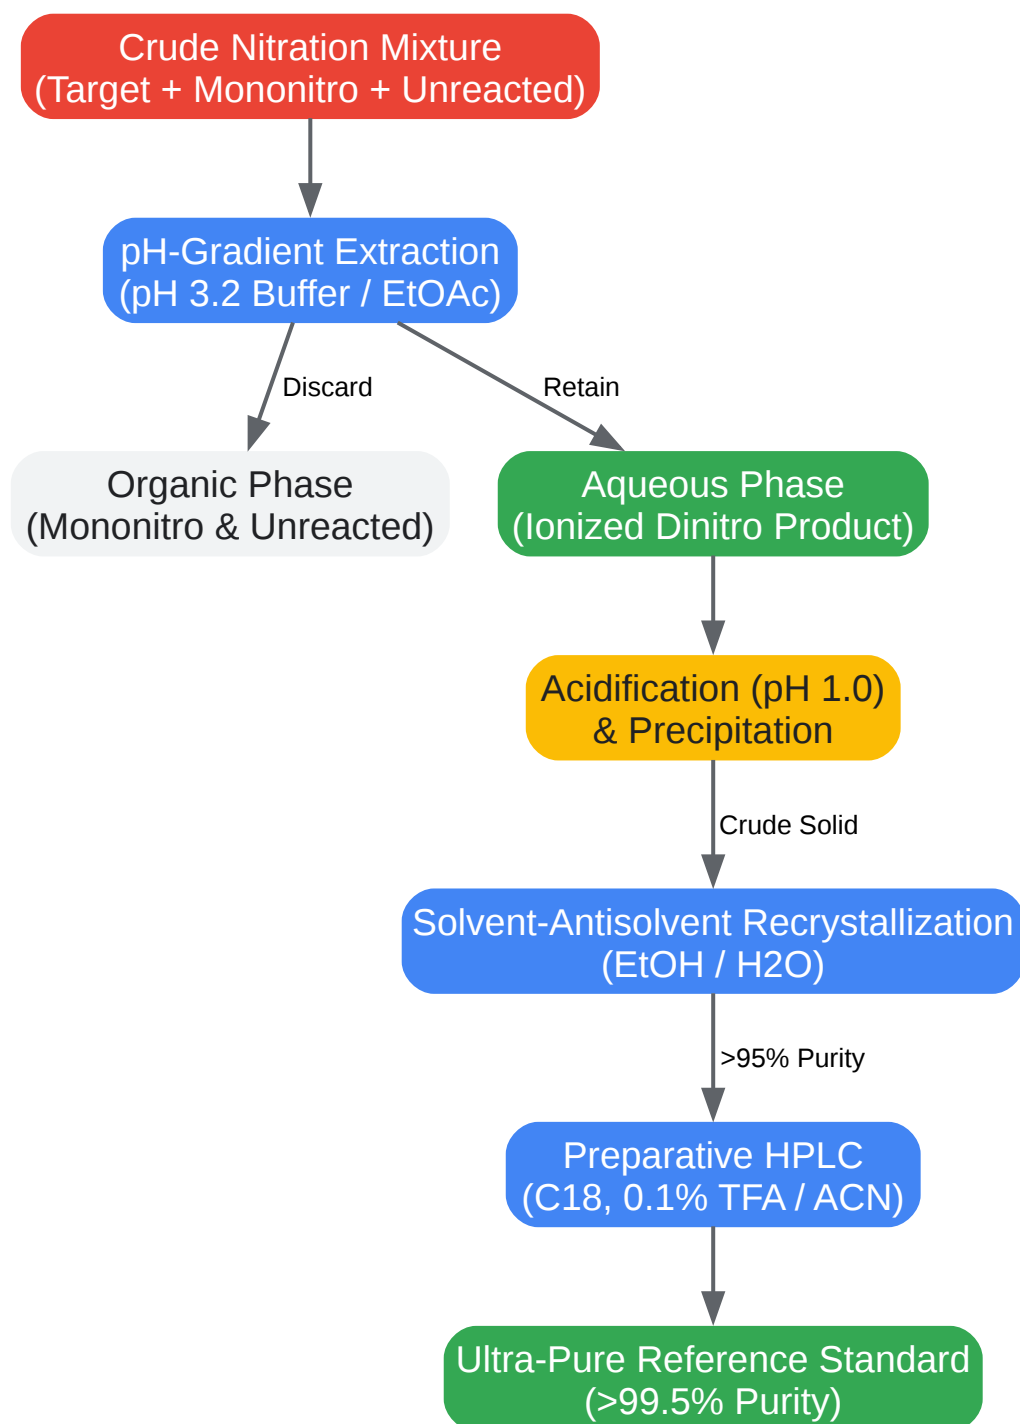 Crude Nitration Mixture
(Target + Mononitro + Unreacted)
pH-Gradient Extraction
(pH 3.2 Buffer / EtOAc)
Discard
Retain
Organic Phase
(Mononitro & Unreacted)
Aqueous Phase
(Ionized Dinitro Product)
Acidification (pH 1.0)
& Precipitation
Crude Solid
Solvent-Antisolvent Recrystallization
(EtOH / H2O)
>95% Purity
Preparative HPLC
(C18, 0.1% TFA / ACN)
Ultra-Pure Reference Standard
(>99.5% Purity)